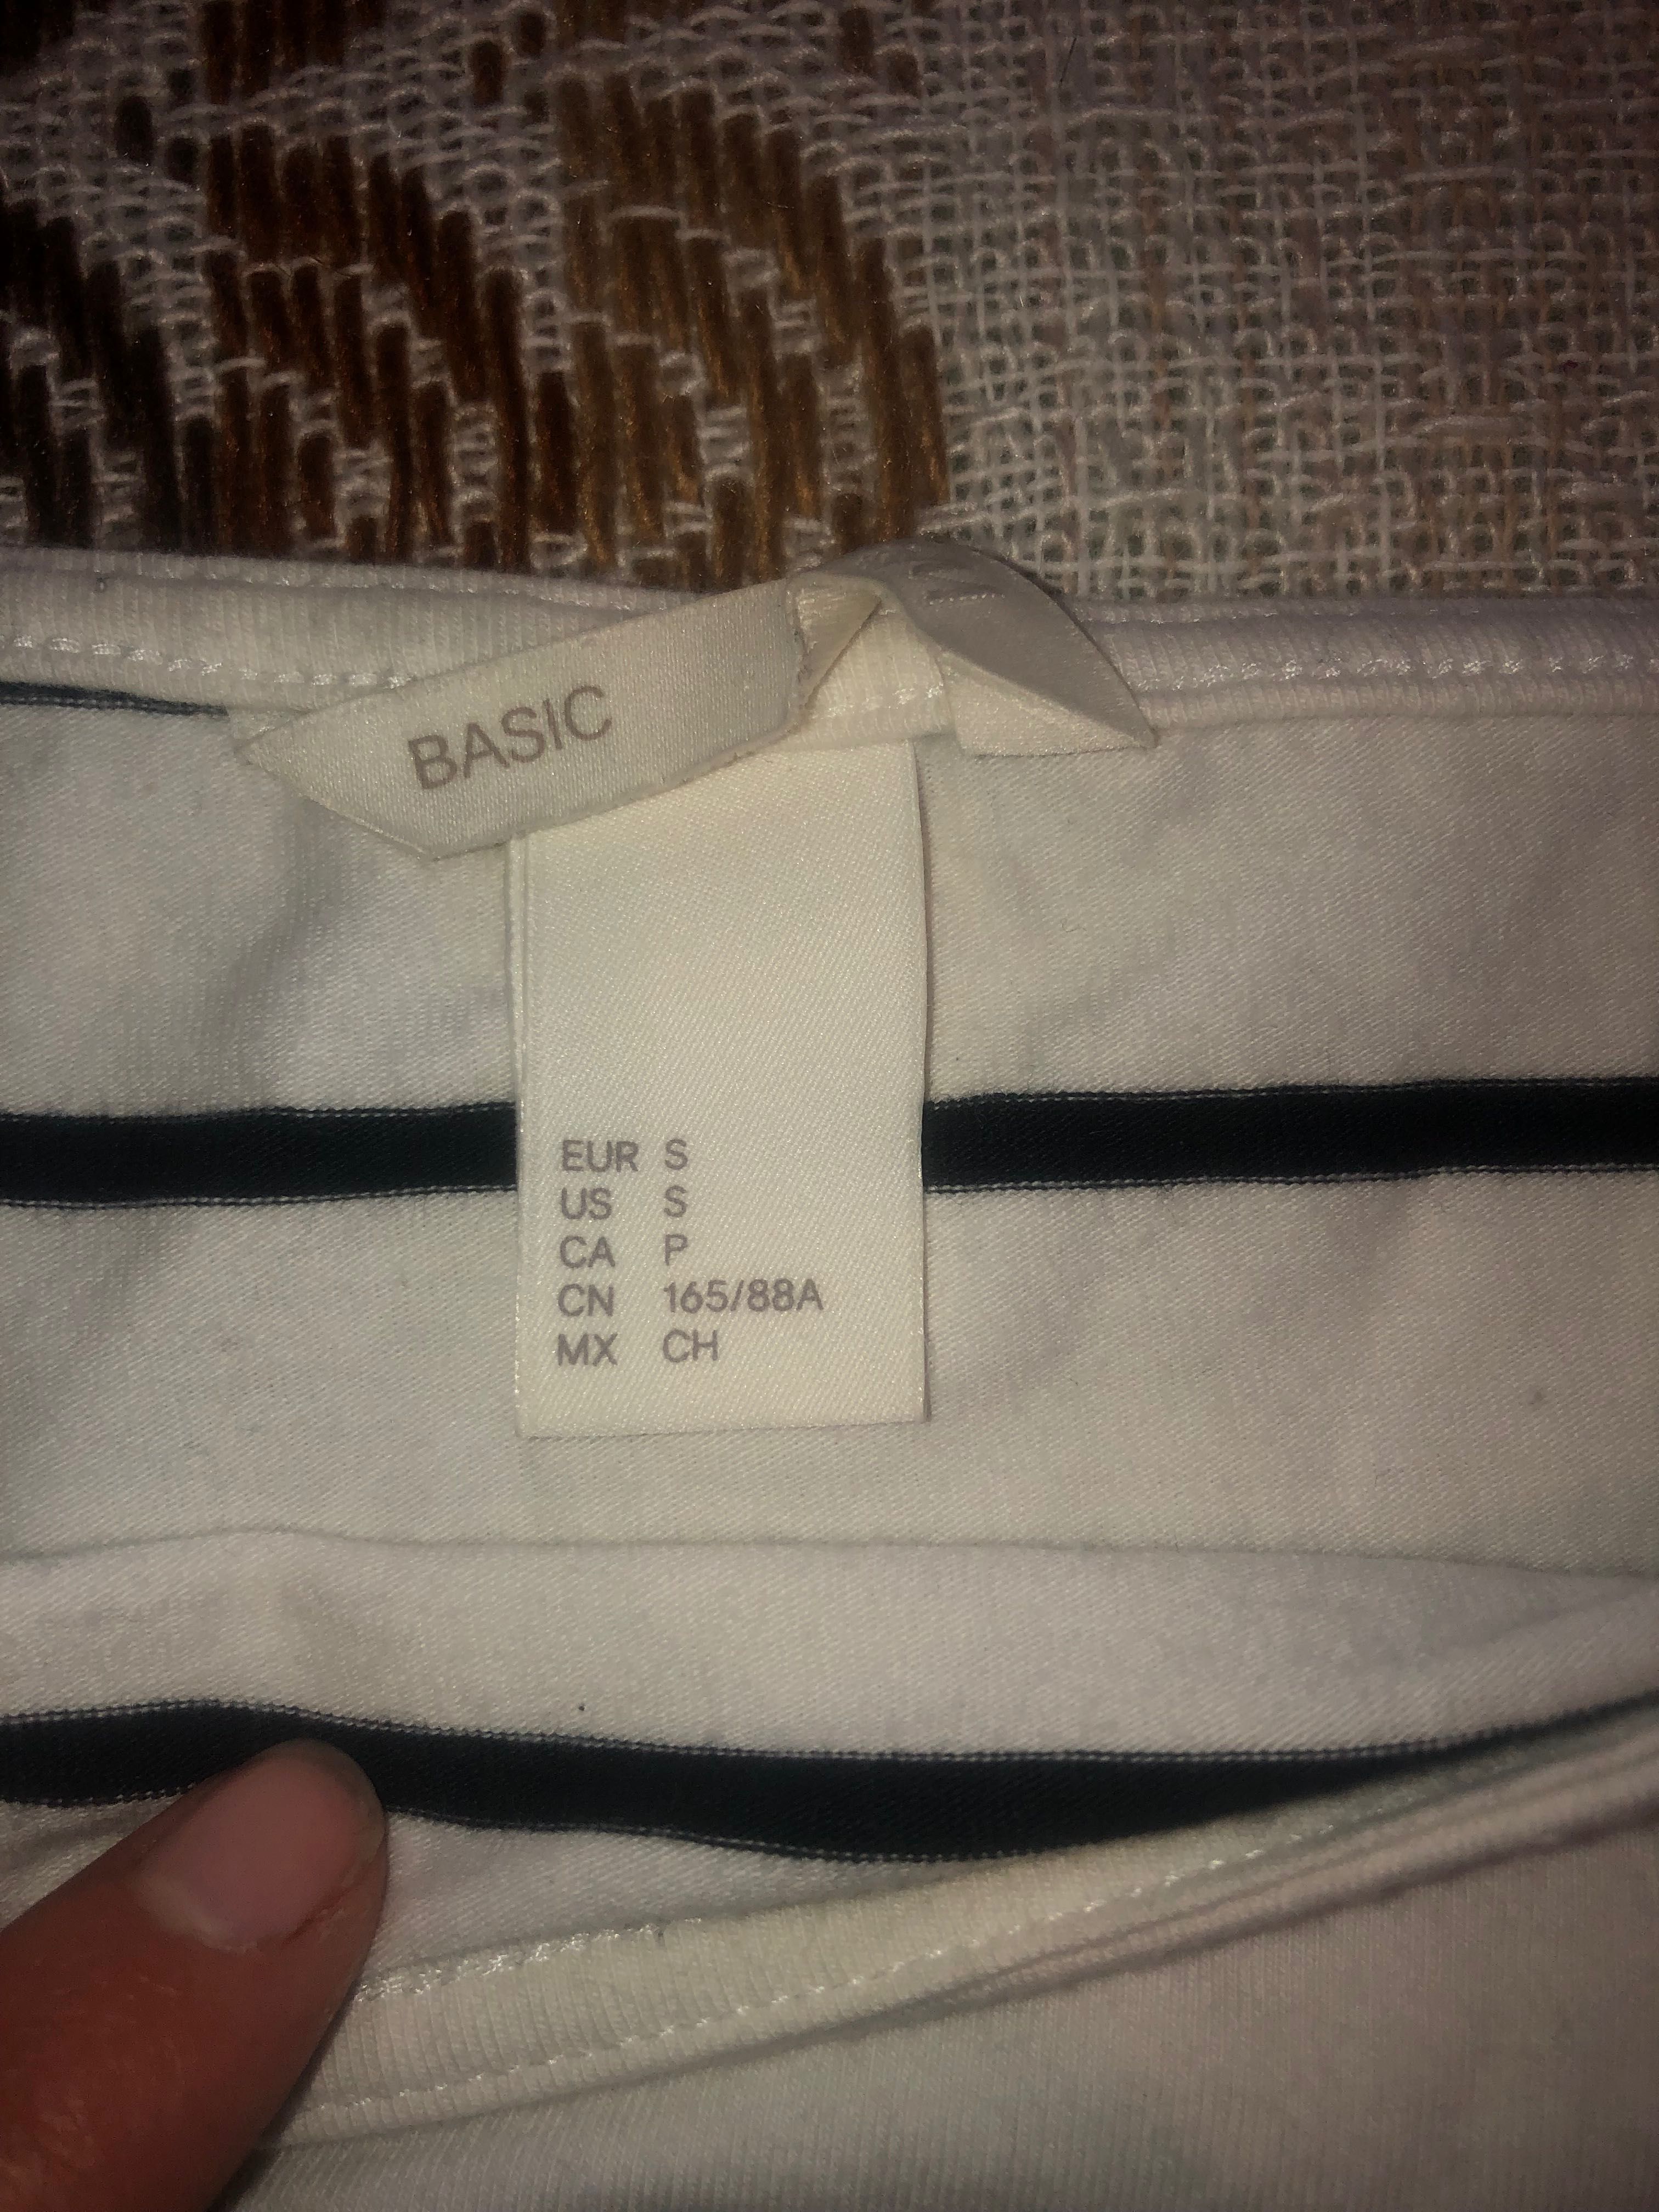 BASIC
EUR S
US S
CA P
CN 165/88A
MX CH